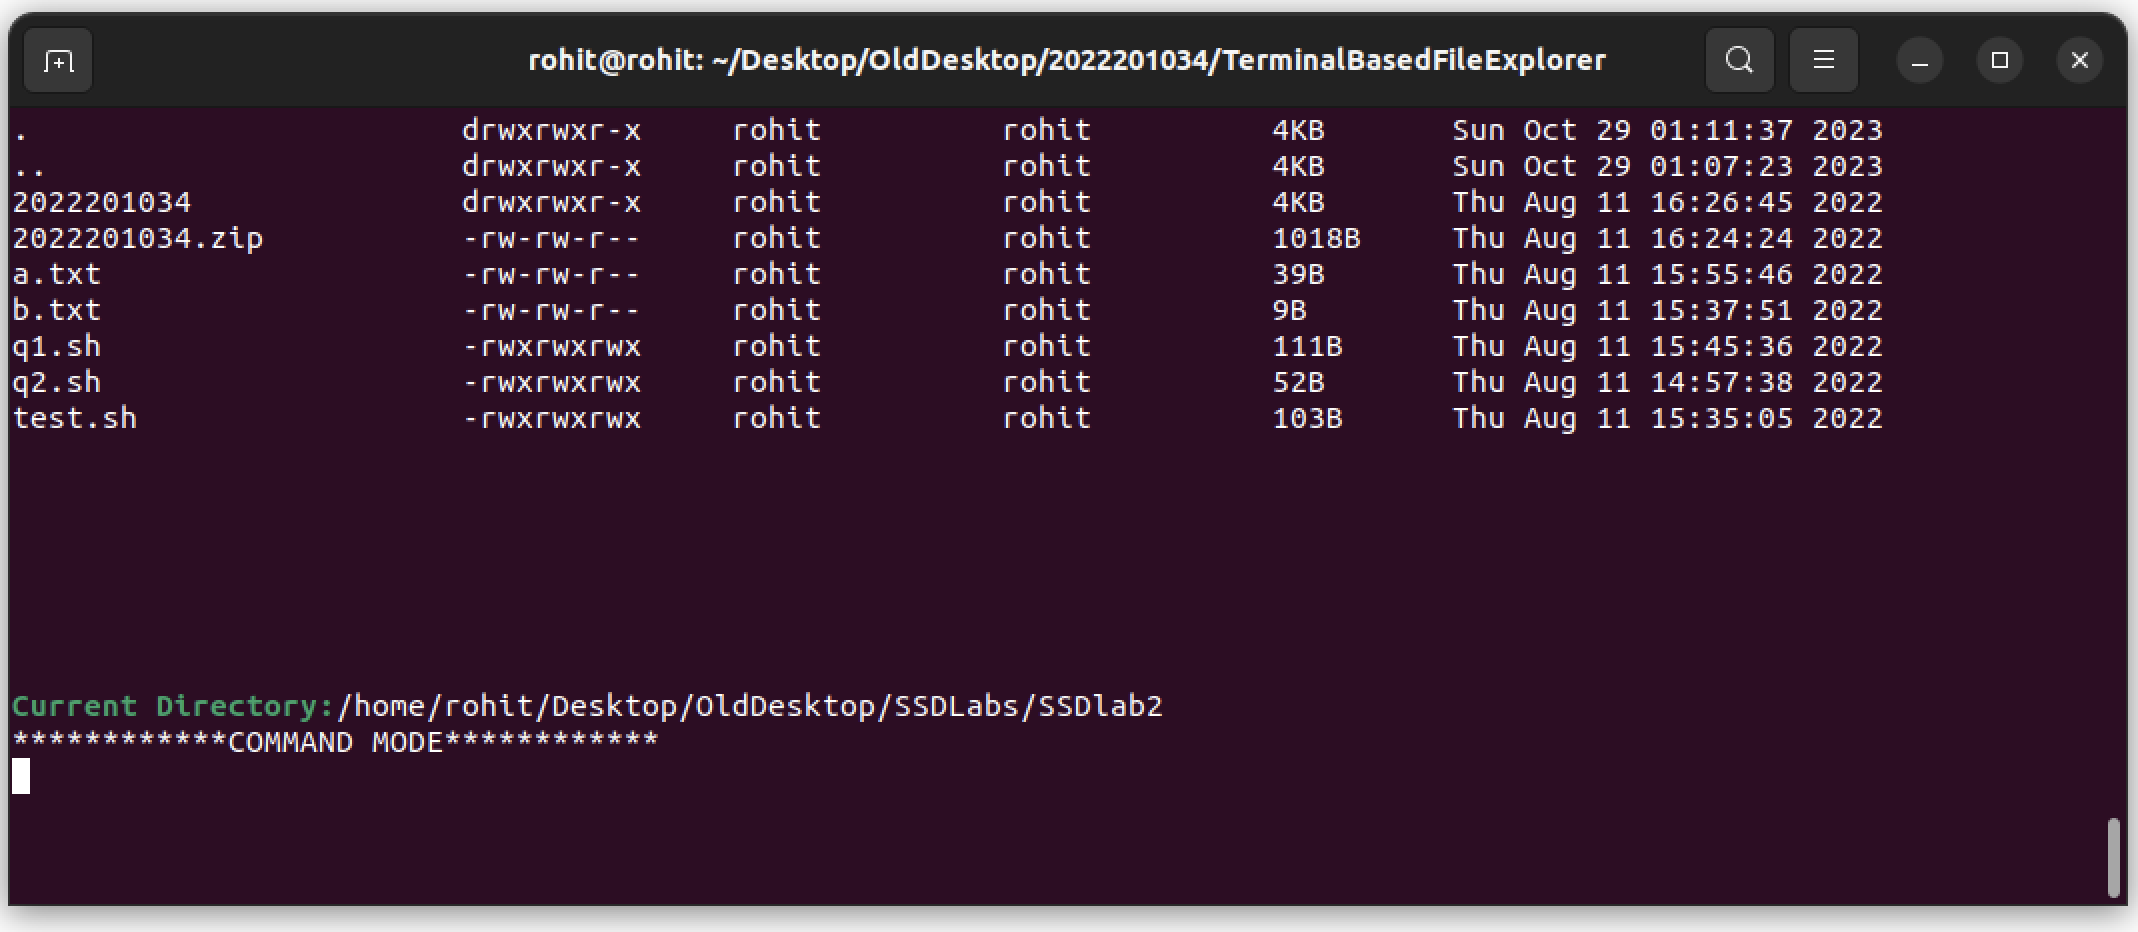 rohit@rohit: ~/Desktop/OldDesktop/2022201034/TerminalBasedFileExplorer
. drwxrwxr-x rohit rohit 4KB Sun Oct 29 01:11:37 2023
.. drwxrwxr-x rohit rohit 4KB Sun Oct 29 01:07:23 2023
2022201034 drwxrwxr-x rohit rohit 4KB Thu Aug 11 16:26:45 2022
2022201034.zip -rw-rw-r-- rohit rohit 1018B Thu Aug 11 16:24:24 2022
a.txt -rw-rw-r-- rohit rohit 39B Thu Aug 11 15:55:46 2022
b.txt -rw-rw-r-- rohit rohit 9B Thu Aug 11 15:37:51 2022
q1.sh -rwxrwxrwx rohit rohit 111B Thu Aug 11 15:45:36 2022
q2.sh -rwxrwxrwx rohit rohit 52B Thu Aug 11 14:57:38 2022
test.sh -rwxrwxrwx rohit rohit 103B Thu Aug 11 15:35:05 2022
Current Directory:/home/rohit/Desktop/OldDesktop/SSDLabs/SSDlab2
************COMMAND MODE************